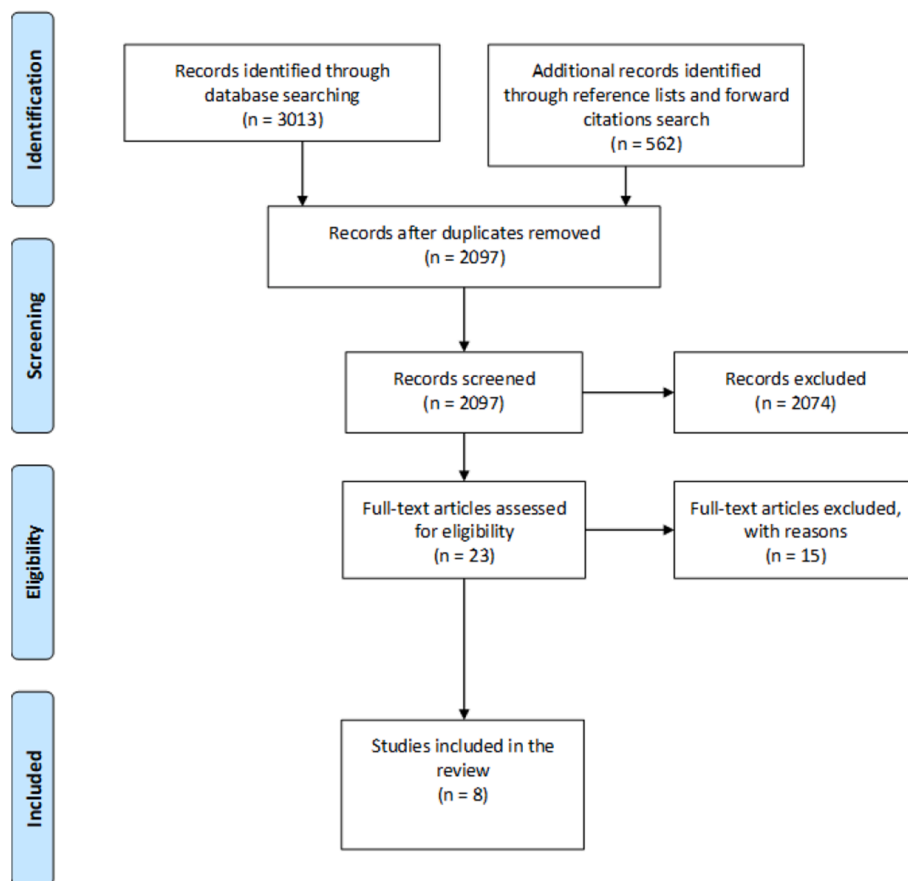 Identification
Records identified through
database searching
(n = 3013)
Additional records identified
through reference lists and forward
citations search
(n = 562)
Records after duplicates removed
(n = 2097)
Screening
Records screened
(n = 2097)
Records excluded
(n = 2074)
Eligibility
Full-text articles assessed
for eligibility
(n = 23)
Full-text articles excluded,
with reasons
(n = 15)
Included
Studies included in the
review
(n = 8)